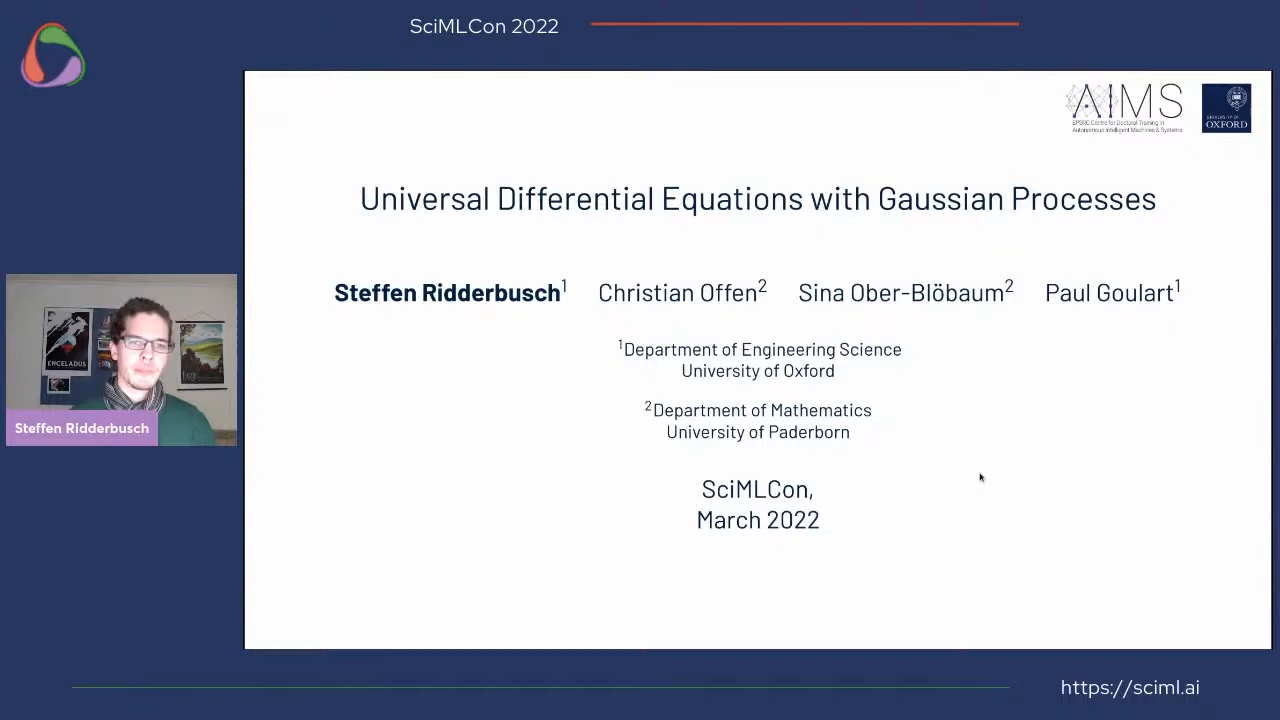 SciMLCon 2022
AIMS
EPSRC Centre for Doctoral Training in
Autonomous Intelligent Machines & Systems
UNIVERSITY OF
OXFORD
Universal Differential Equations with Gaussian Processes
Steffen Ridderbusch¹ Christian Offen² Sina Ober-Blöbaum² Paul Goulart¹
¹Department of Engineering Science
University of Oxford
²Department of Mathematics
University of Paderborn
SciMLCon,
March 2022
ENCELADUS
Steffen Ridderbusch
https://sciml.ai